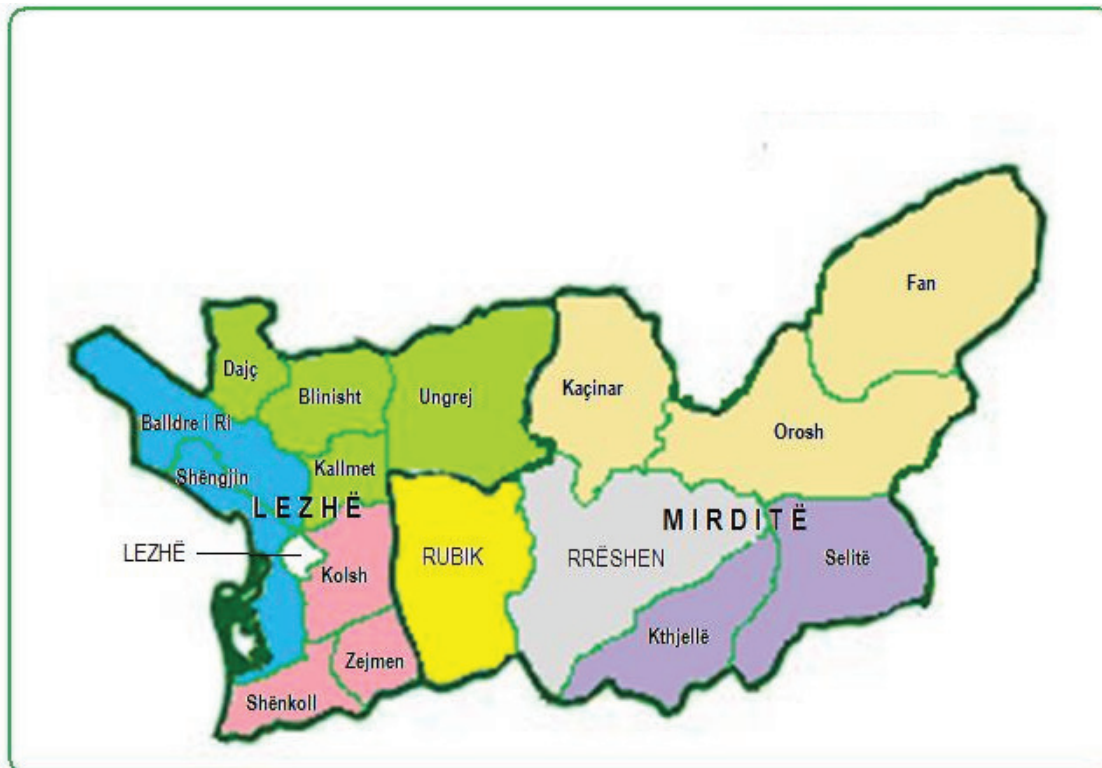 Fan
Dajç
Blinisht
Ungrej
Kaçinar
Balldre i Ri
Orosh
Shëngjin
Kallmet
LEZHË
MIRDITË
LEZHË
Kolsh
RUBIK
RRËSHEN
Selitë
Kthjellë
Zejmen
Shënkoll